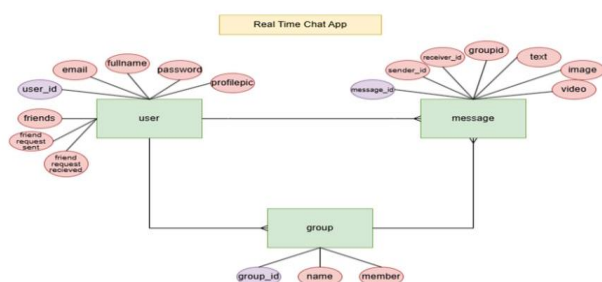 Real Time Chat App
fullname
email
password
profilepic
user_id
user
friends
friend
request
sent
friend
request
recieved
groupid
receiver_id
text
sender_id
image
message_id
video
message
group
group_id
name
member